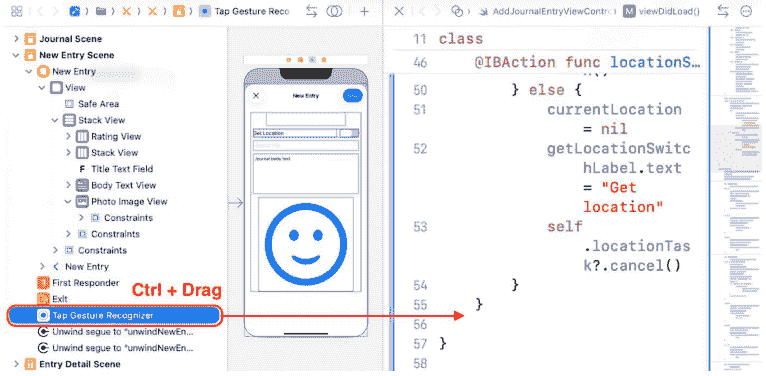 Tap Gesture Reco
AddJournalEntryViewContr
M viewDidLoad()
Journal Scene
New Entry Scene
New Entry
View
Safe Area
Stack View
Rating View
Stack View
F Title Text Field
Body Text View
Photo Image View
Constraints
Constraints
Constraints
New Entry
First Responder
Exit
Tap Gesture Recognizer
Unwind segue to "unwindNewEn...
Unwind segue to "unwindNewEn...
Entry Detail Scene
Ctrl + Drag
New Entry
Get Location
Journal body text
11 class
46 @IBAction func locationS...
50 } else {
51 currentLocation
= nil
52 getLocationSwitc
hLabel.text
= "Get
location"
53 self
.locationTas
k?.cancel()
54 }
55 }
56
57 }
58